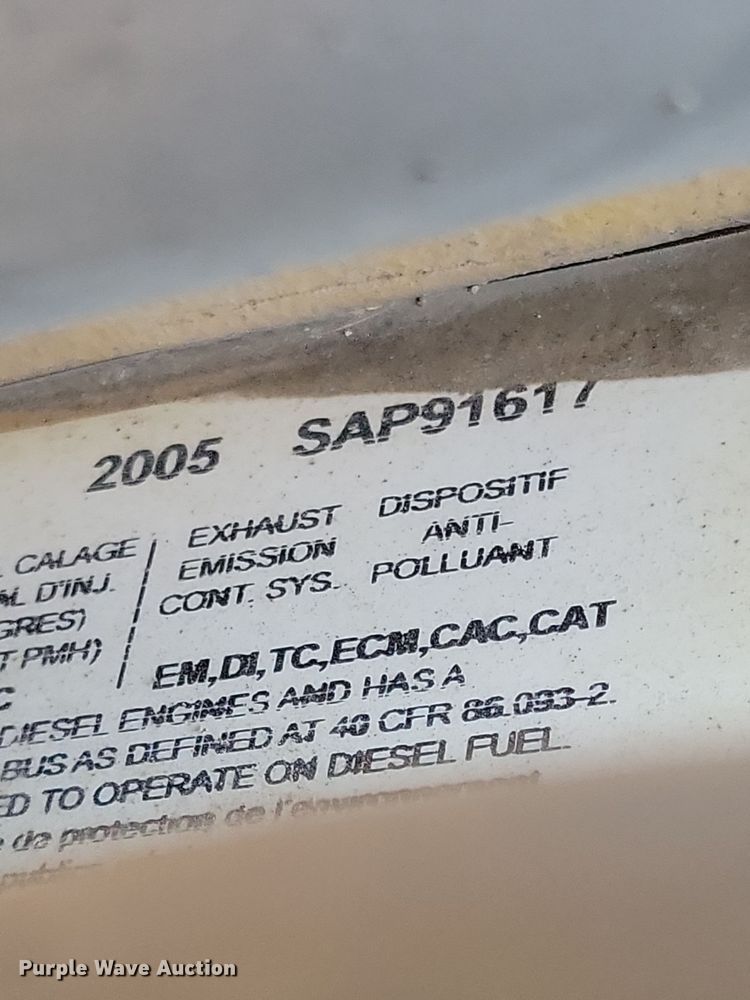 2005 SAP91617
CALAGE EXHAUST DISPOSITIF
D'INJ. EMISSION ANTI-
CONT. SYS. POLLUANT
PMH)
EM,DI,TC,ECM,CAC,CAT
DIESEL ENGINES AND HAS A
BUS AS DEFINED AT 40 CFR 86.093-2.
TO OPERATE ON DIESEL FUEL.
de protection de l'environnement
Purple Wave Auction